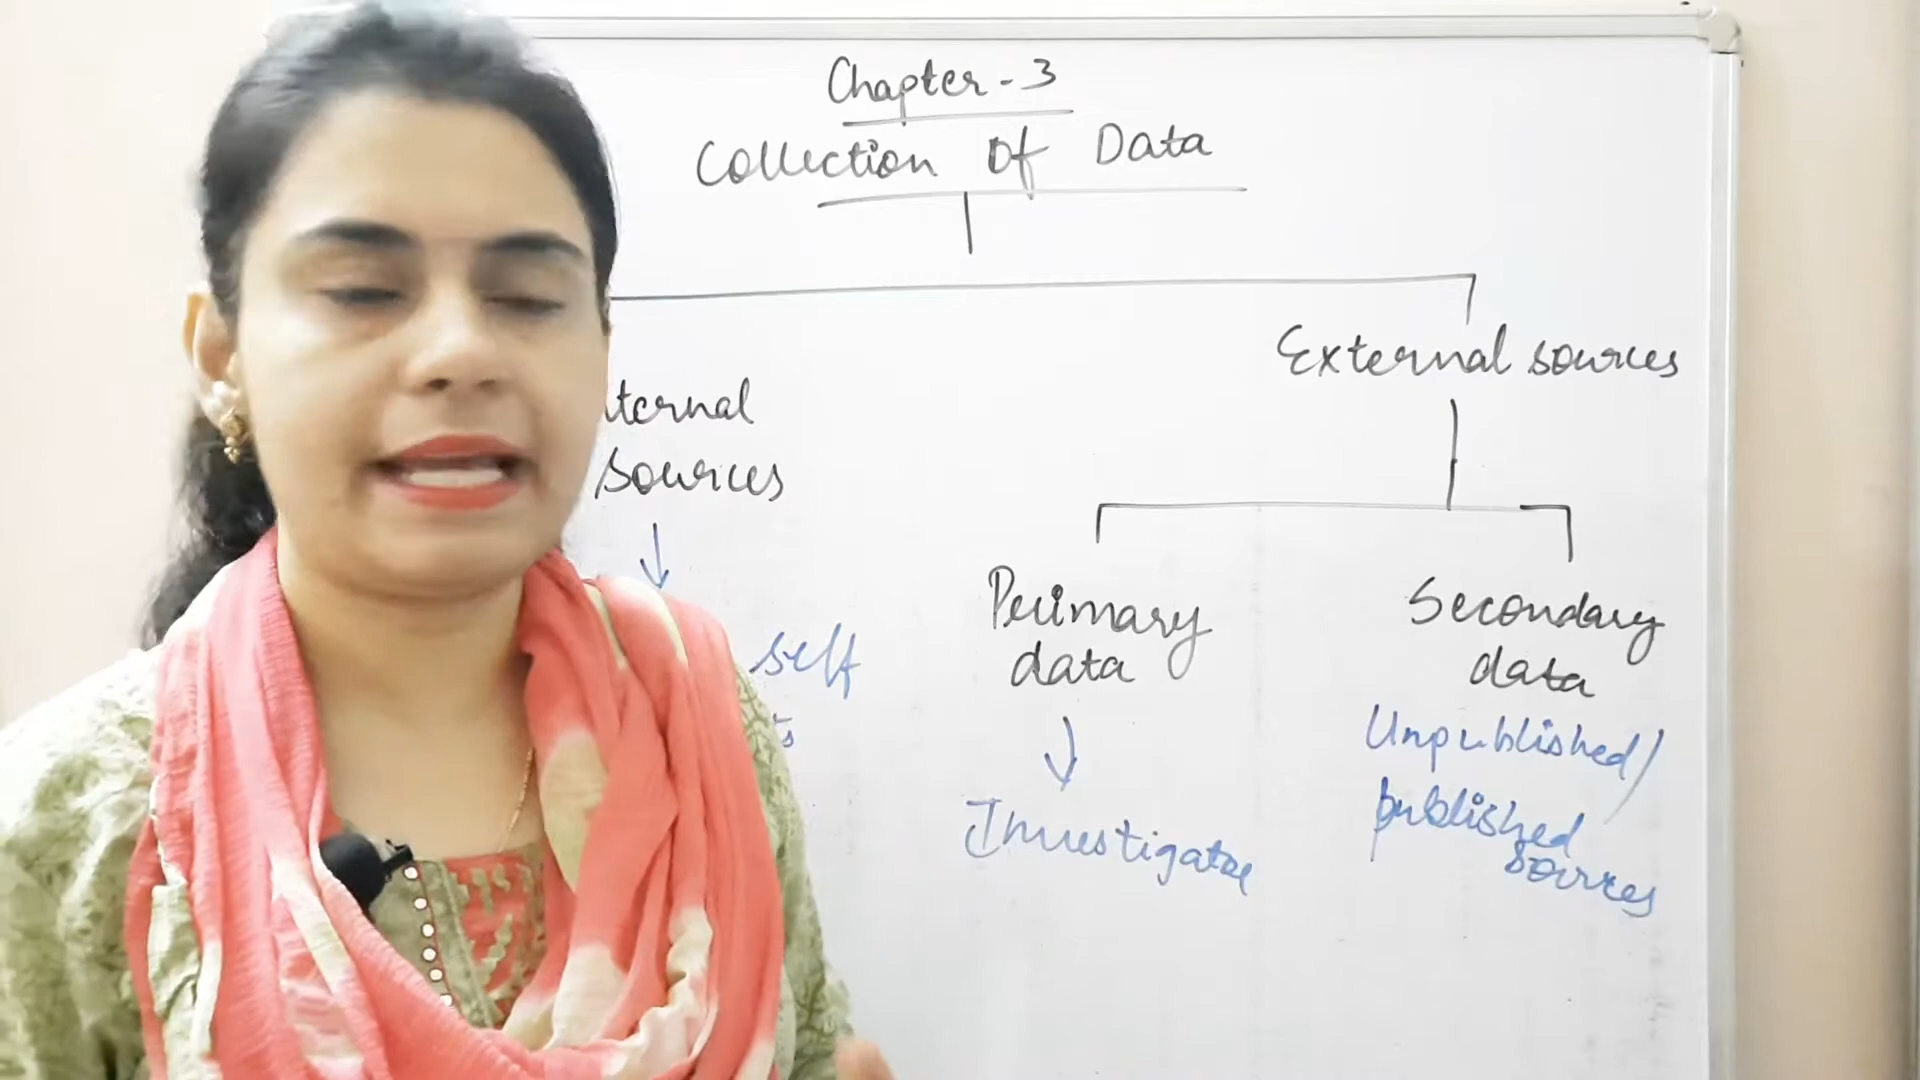 Chapter-3
Collection Of Data
External sources
ternal
sources
Primary
data
Secondary
data
self
Unpublished/
published
sources
Investigator